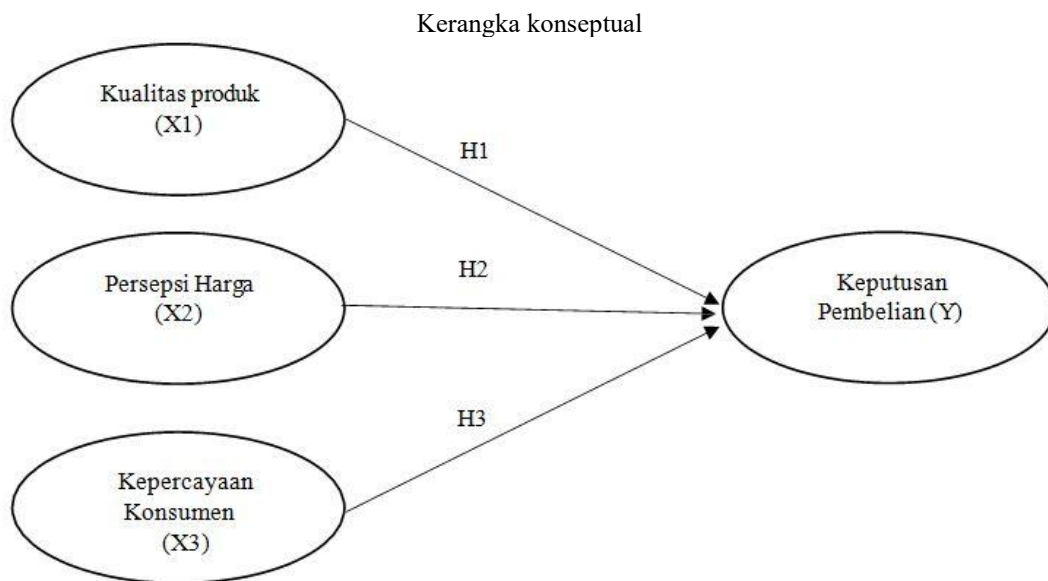 Kerangka konseptual
Kualitas produk
(X1)
H1
Persepsi Harga
(X2)
H2
Keputusan
Pembelian (Y)
H3
Kepercayaan
Konsumen
(X3)